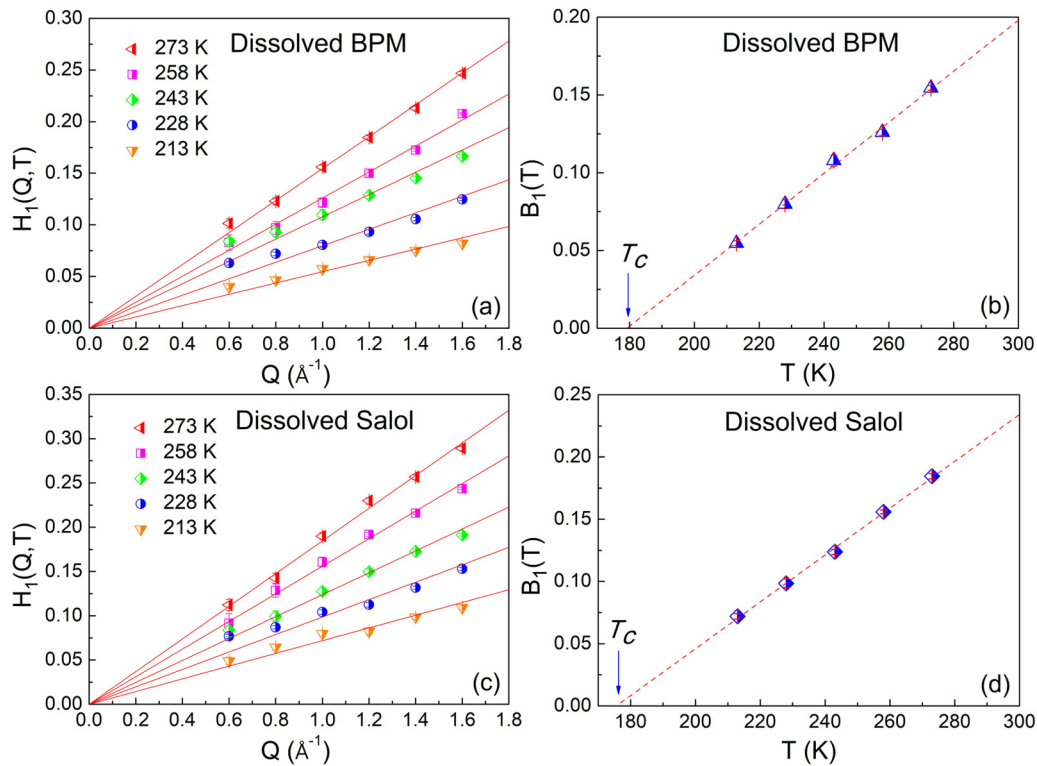 Dissolved BPM
273 K
258 K
243 K
228 K
213 K
(a)
H₁(Q,T)
0.30
0.25
0.20
0.15
0.10
0.05
0.00
0.0 0.2 0.4 0.6 0.8 1.0 1.2 1.4 1.6 1.8
Q (Å⁻¹)
Dissolved BPM
T_C
(b)
B₁(T)
0.20
0.15
0.10
0.05
0.00
180 200 220 240 260 280 300
T (K)
Dissolved Salol
273 K
258 K
243 K
228 K
213 K
(c)
H₁(Q,T)
0.35
0.30
0.25
0.20
0.15
0.10
0.05
0.00
0.0 0.2 0.4 0.6 0.8 1.0 1.2 1.4 1.6 1.8
Q (Å⁻¹)
Dissolved Salol
T_C
(d)
B₁(T)
0.25
0.20
0.15
0.10
0.05
0.00
180 200 220 240 260 280 300
T (K)